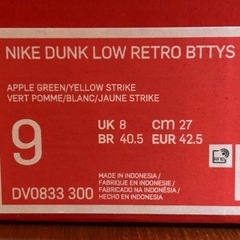 NIKE DUNK LOW RETRO BTTYS
APPLE GREEN/YELLOW STRIKE
VERT POMME/BLANC/JAUNE STRIKE
9
UK 8 cm 27
BR 40.5 EUR 42.5
MADE IN INDONESIA/
FABRIQUE EN INDONESIE/
FABRICADO NA INDONÉSIA/
HECHO EN INDONESIA
DV0833 300